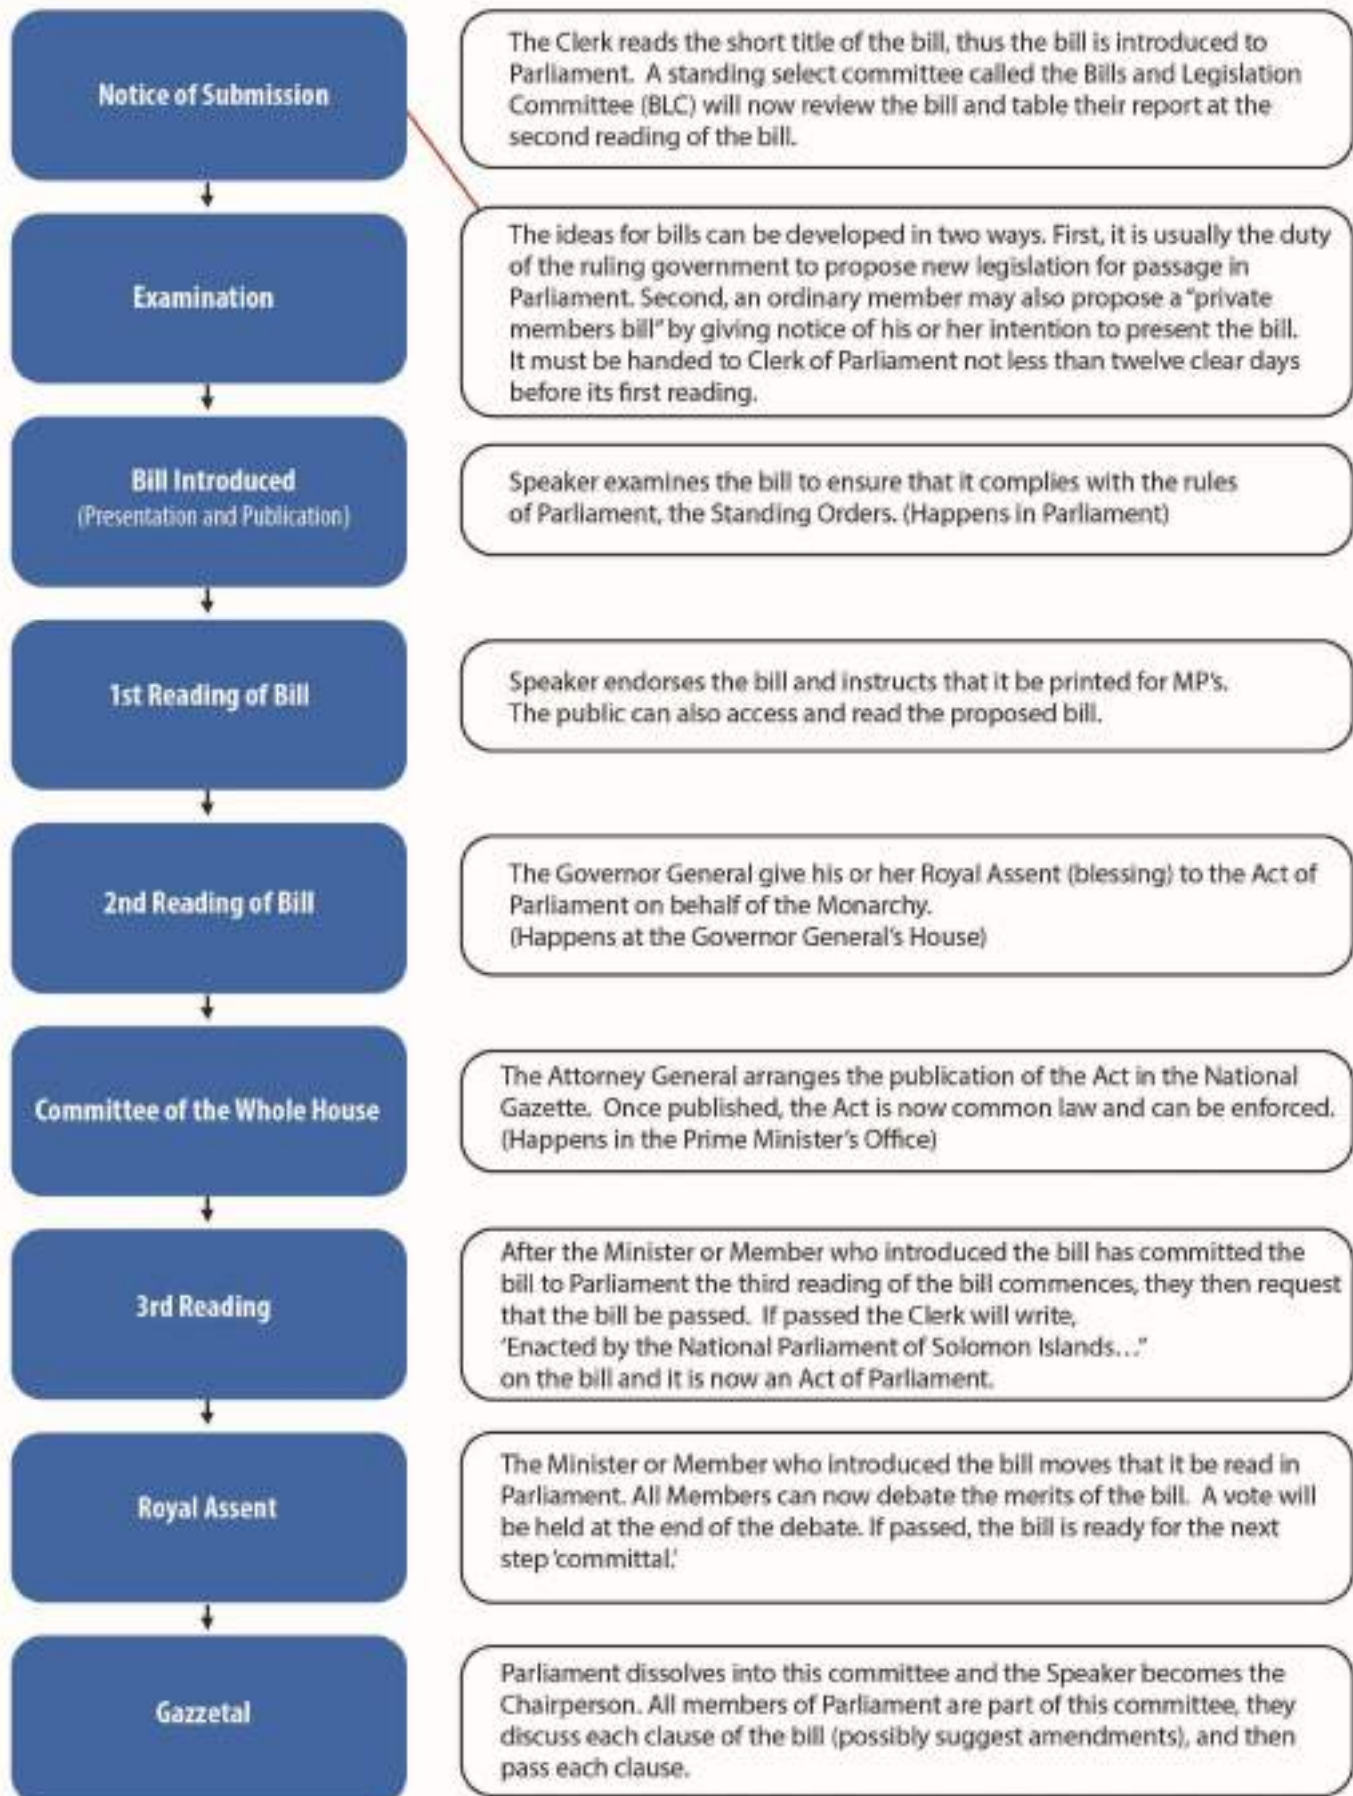 Notice of Submission
The Clerk reads the short title of the bill, thus the bill is introduced to
Parliament. A standing select committee called the Bills and Legislation
Committee (BLC) will now review the bill and table their report at the
second reading of the bill.
Examination
The ideas for bills can be developed in two ways. First, it is usually the duty
of the ruling government to propose new legislation for passage in
Parliament. Second, an ordinary member may also propose a "private
members bill" by giving notice of his or her intention to present the bill.
It must be handed to Clerk of Parliament not less than twelve clear days
before its first reading.
Bill Introduced
(Presentation and Publication)
Speaker examines the bill to ensure that it complies with the rules
of Parliament, the Standing Orders. (Happens in Parliament)
1st Reading of Bill
Speaker endorses the bill and instructs that it be printed for MP's.
The public can also access and read the proposed bill.
2nd Reading of Bill
The Governor General give his or her Royal Assent (blessing) to the Act of
Parliament on behalf of the Monarchy.
(Happens at the Governor General's House)
Committee of the Whole House
The Attorney General arranges the publication of the Act in the National
Gazette. Once published, the Act is now common law and can be enforced.
(Happens in the Prime Minister's Office)
3rd Reading
After the Minister or Member who introduced the bill has committed the
bill to Parliament the third reading of the bill commences, they then request
that the bill be passed. If passed the Clerk will write,
'Enacted by the National Parliament of Solomon Islands..."
on the bill and it is now an Act of Parliament.
Royal Assent
The Minister or Member who introduced the bill moves that it be read in
Parliament. All Members can now debate the merits of the bill. A vote will
be held at the end of the debate. If passed, the bill is ready for the next
step 'committal.'
Gazzetal
Parliament dissolves into this committee and the Speaker becomes the
Chairperson. All members of Parliament are part of this committee, they
discuss each clause of the bill (possibly suggest amendments), and then
pass each clause.